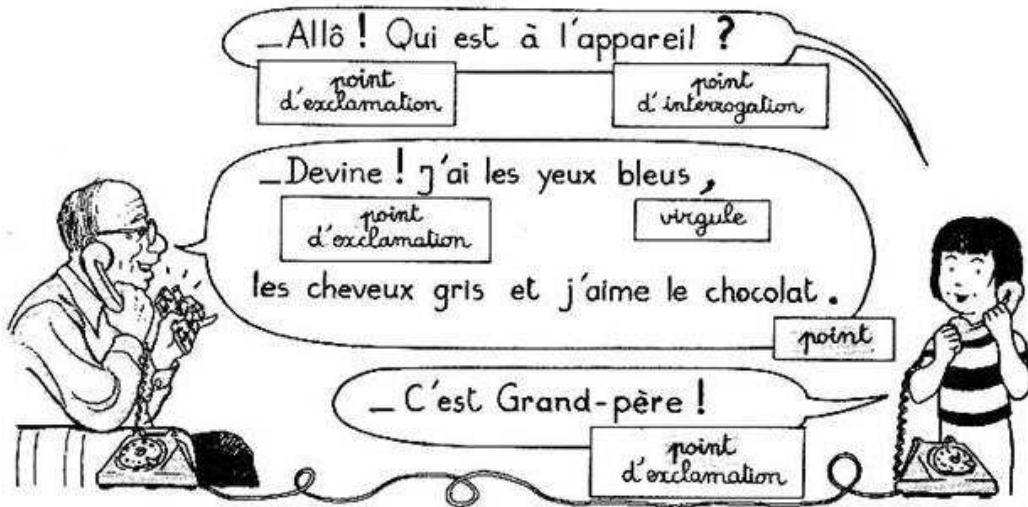 _Allô ! Qui est à l'appareil ?
point
d'exclamation
point
d'interrogation
_Devine ! J'ai les yeux bleus,
point
d'exclamation
virgule
les cheveux gris et j'aime le chocolat.
point
_C'est Grand-père !
point
d'exclamation